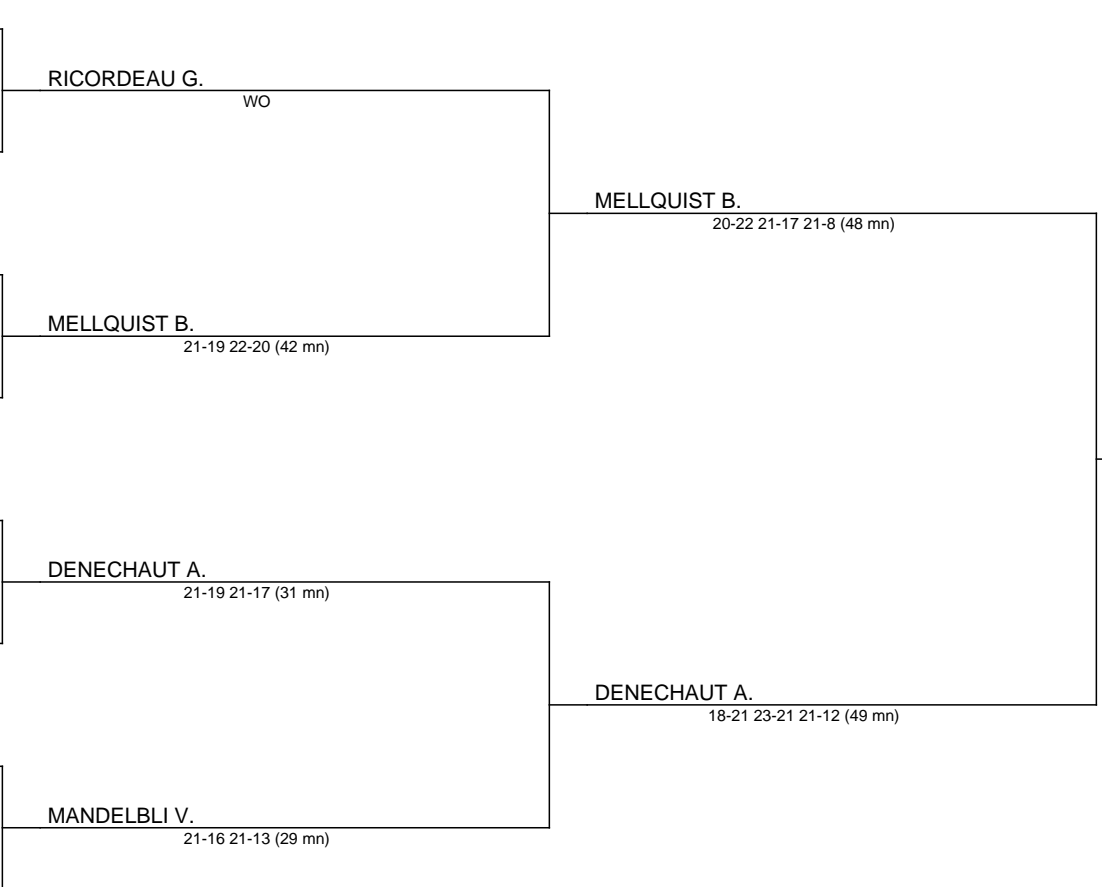 RICORDEAU G.
WO
MELLQUIST B.
20-22 21-17 21-8 (48 mn)
MELLQUIST B.
21-19 22-20 (42 mn)
DENECHAUT A.
21-19 21-17 (31 mn)
DENECHAUT A.
18-21 23-21 21-12 (49 mn)
MANDELBLI V.
21-16 21-13 (29 mn)